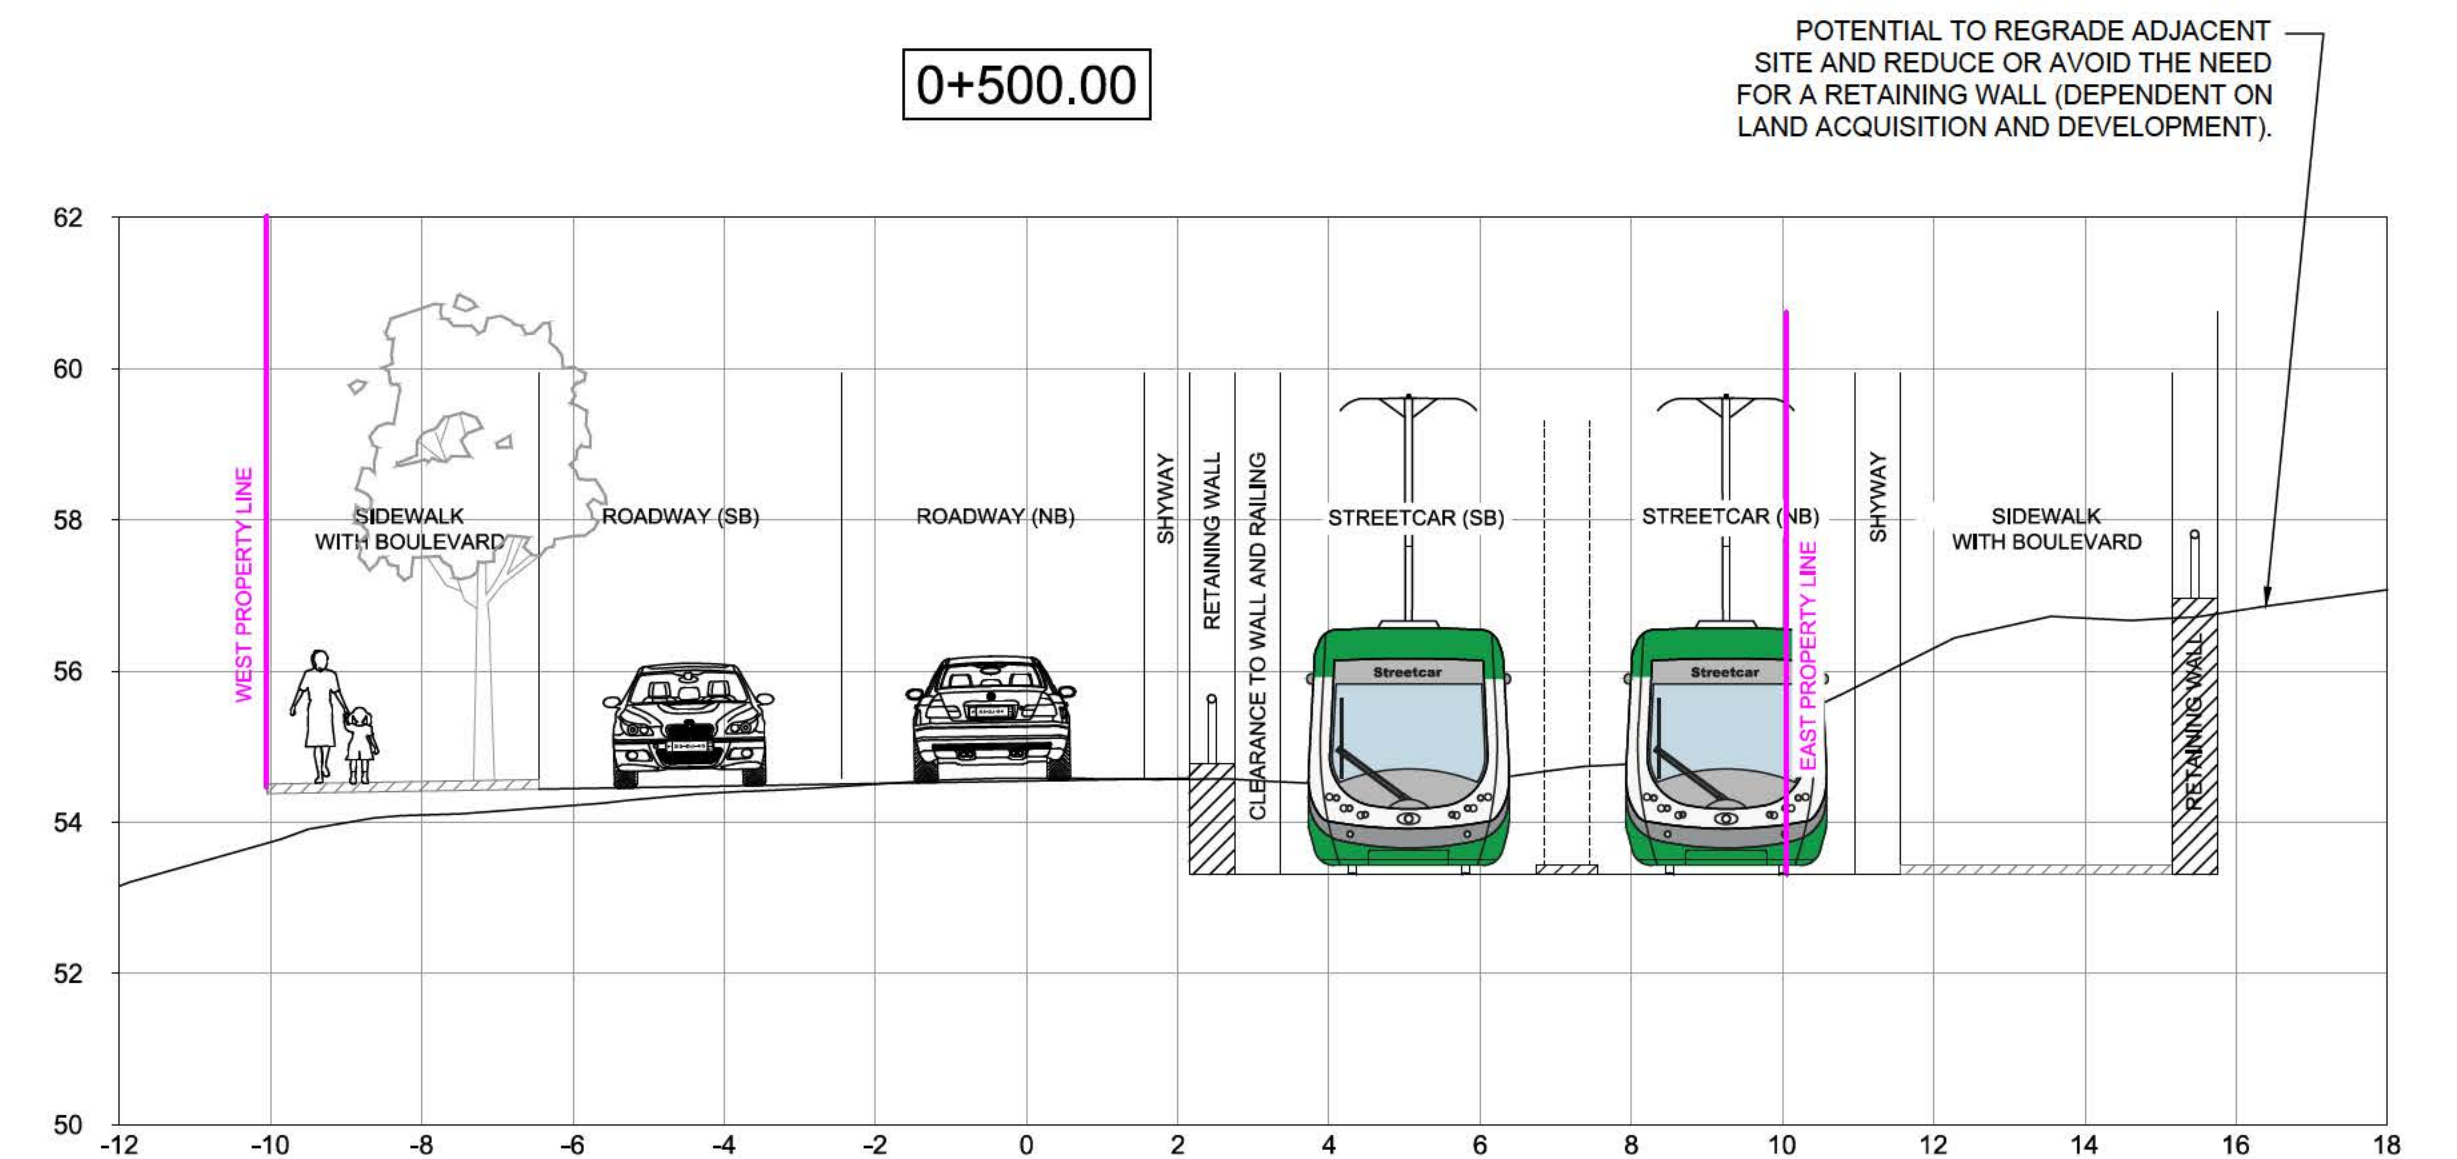 POTENTIAL TO REGRADE ADJACENT
SITE AND REDUCE OR AVOID THE NEED
FOR A RETAINING WALL (DEPENDENT ON
LAND ACQUISITION AND DEVELOPMENT).
0+500.00
62
60
58
56
54
52
50
WEST PROPERTY LINE
SIDEWALK
WITH BOULEVARD
ROADWAY (SB)
ROADWAY (NB)
SHYWAY
RETAINING WALL
CLEARANCE TO WALL AND RAILING
STREETCAR (SB)
Streetcar
STREETCAR (NB)
Streetcar
EAST PROPERTY LINE
SHYWAY
SIDEWALK
WITH BOULEVARD
RETAINING WALL
-12 -10 -8 -6 -4 -2 0 2 4 6 8 10 12 14 16 18